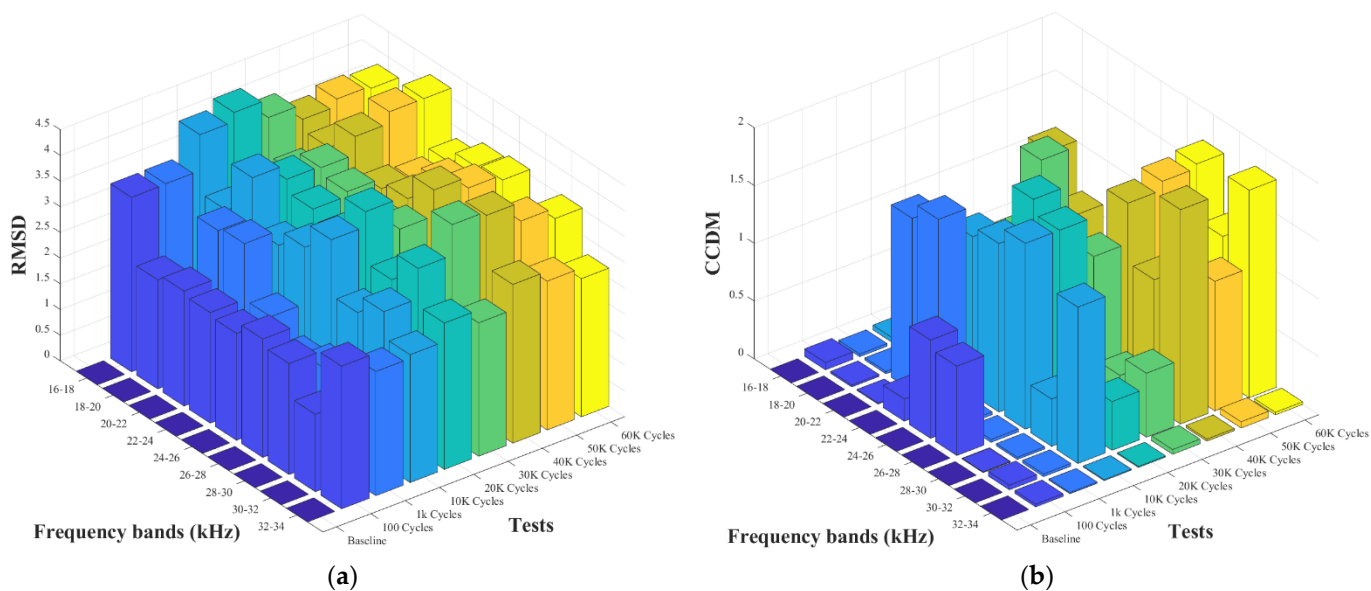 4.5
4
3.5
3
2.5
2
1.5
1
0.5
0
RMSD
16-18
18-20
20-22
22-24
24-26
26-28
28-30
30-32
32-34
Frequency bands (kHz)
Baseline
100 Cycles
1k Cycles
10K Cycles
20K Cycles
30K Cycles
40K Cycles
50K Cycles
60K Cycles
Tests
(a)
2
1.5
1
0.5
0
CCDM
16-18
18-20
20-22
22-24
24-26
26-28
28-30
30-32
32-34
Frequency bands (kHz)
Baseline
100 Cycles
1k Cycles
10K Cycles
20K Cycles
30K Cycles
40K Cycles
50K Cycles
60K Cycles
Tests
(b)